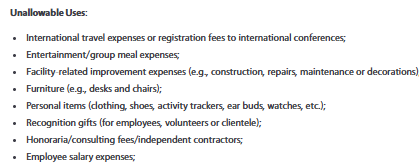 Unallowable Uses:
• International travel expenses or registration fees to international conferences;
• Entertainment/group meal expenses;
• Facility-related improvement expenses (e.g., construction, repairs, maintenance or decorations)
• Furniture (e.g., desks and chairs);
• Personal items (clothing, shoes, activity trackers, ear buds, watches, etc.);
• Recognition gifts (for employees, volunteers or clientele);
• Honoraria/consulting fees/independent contractors;
• Employee salary expenses;